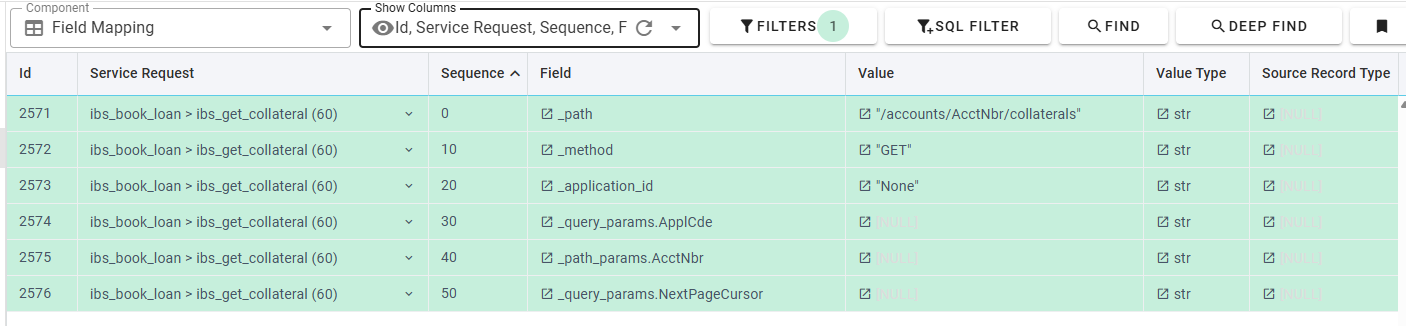 Component
Show Columns
Field Mapping
Id, Service Request, Sequence, F
FILTERS 1
SQL FILTER
FIND
DEEP FIND
Id Service Request Sequence Field Value Value Type Source Record Type
2571 ibs_book_loan > ibs_get_collateral (60) 0 _path "/accounts/AcctNbr/collaterals" str [NULL]
2572 ibs_book_loan > ibs_get_collateral (60) 10 _method "GET" str [NULL]
2573 ibs_book_loan > ibs_get_collateral (60) 20 _application_id "None" str [NULL]
2574 ibs_book_loan > ibs_get_collateral (60) 30 _query_params.ApplCde [NULL] str [NULL]
2575 ibs_book_loan > ibs_get_collateral (60) 40 _path_params.AcctNbr [NULL] str [NULL]
2576 ibs_book_loan > ibs_get_collateral (60) 50 _query_params.NextPageCursor [NULL] str [NULL]